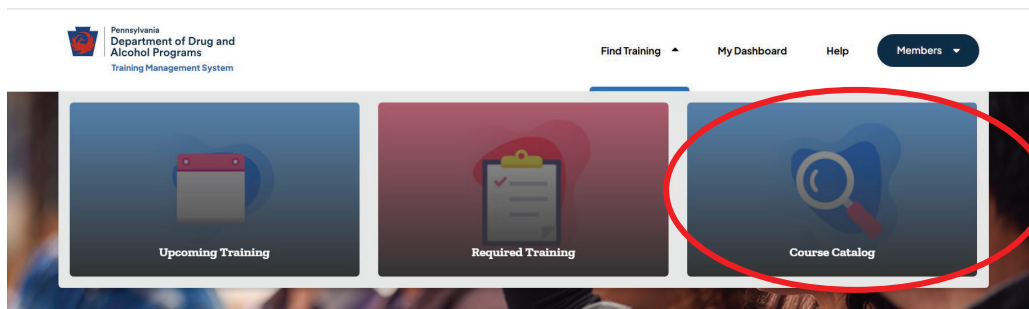 Pennsylvania
Department of Drug and
Alcohol Programs
Training Management System
Find Training
My Dashboard
Help
Members
Upcoming Training
Required Training
Course Catalog